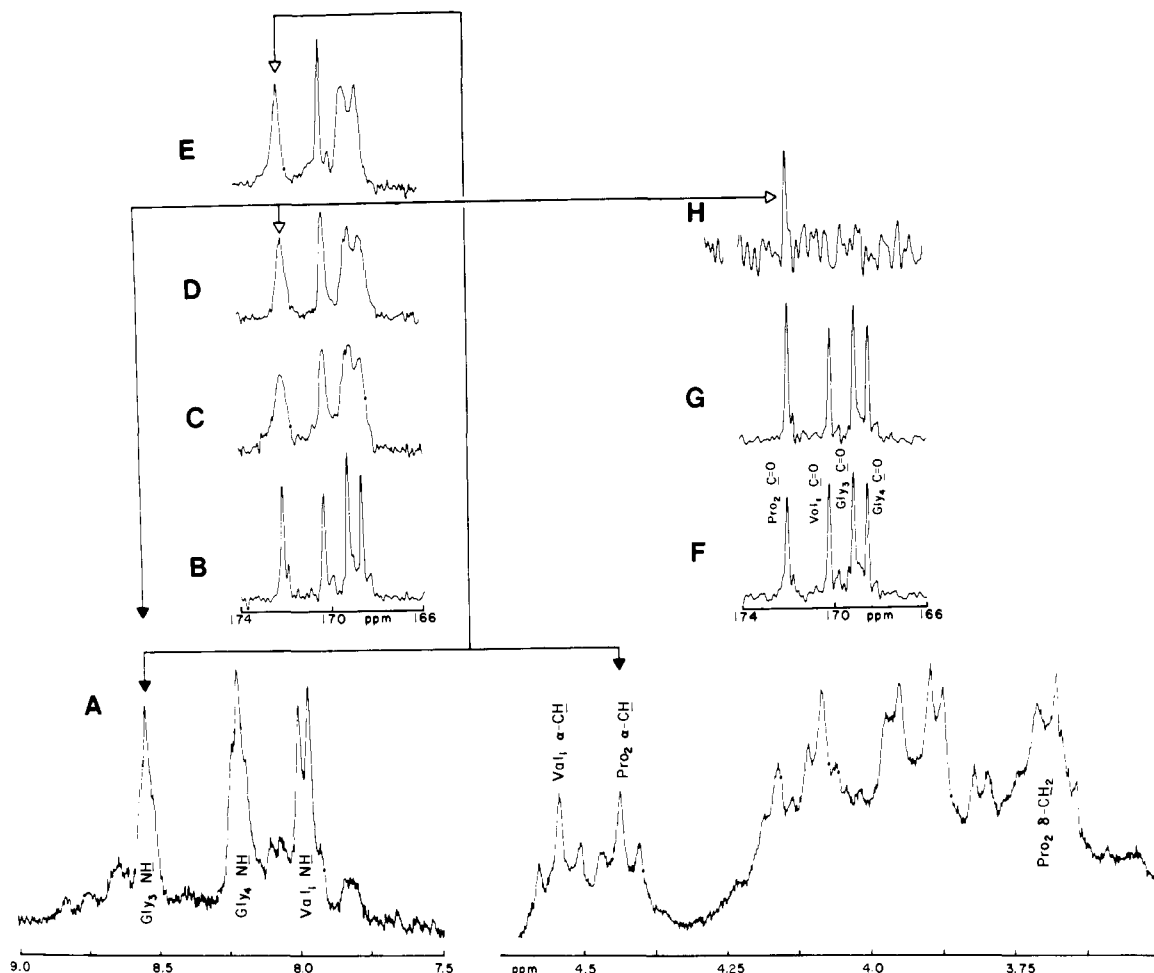 E
H
D
G
C
Pro₂ C=O
Val₁ C=O
Gly₃ C=O
Gly₄ C=O
B
F
174 170 ppm 166
174 170 ppm 166
A
Gly₃ NH
Gly₄ NH
Val₁ NH
Val₁ α-CH
Pro₂ α-CH
Pro₂ δ-CH₂
9.0 8.5 8.0 7.5 ppm 4.5 4.25 4.0 3.75